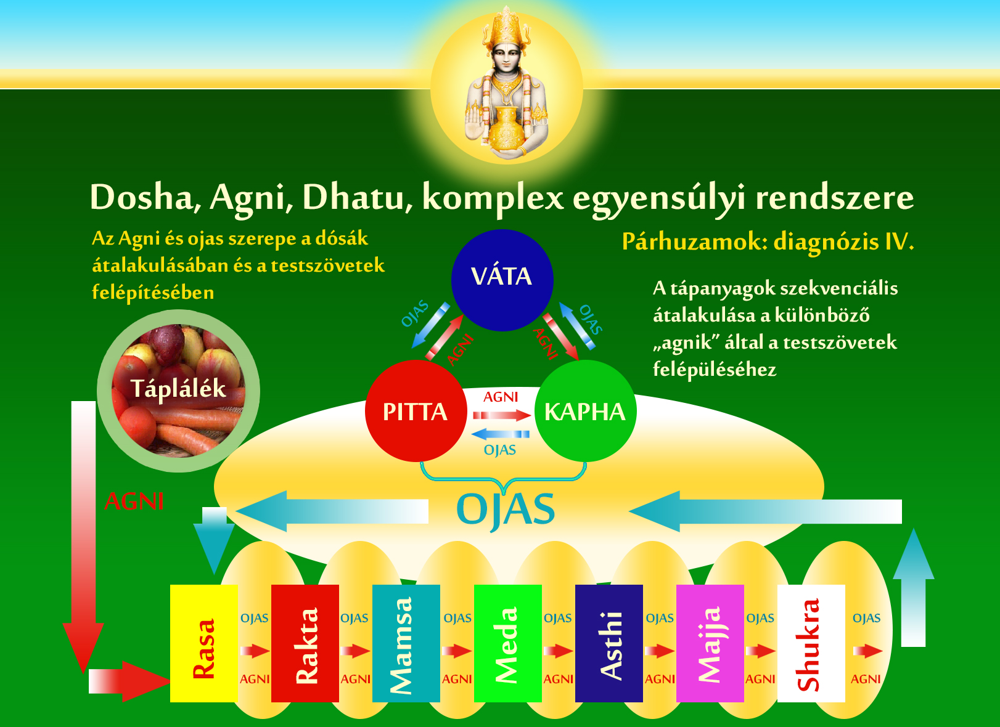 Dosha, Agni, Dhatu, komplex egyensúlyi rendszere
Az Agni és ojas szerepe a dósák
átalakulásában és a testszövetek
felépítésében
Párhuzamok: diagnózis IV.
A tápanyagok szekvenciális
átalakulása a különböző
„agnik” által a testszövetek
felépüléséhez
VÁTA
OJAS
AGNI
AGNI
OJAS
Táplálék
PITTA
AGNI
OJAS
KAPHA
AGNI
OJAS
Rasa
OJAS
AGNI
Rakta
OJAS
AGNI
Mamsa
OJAS
AGNI
Meda
OJAS
AGNI
Asthi
OJAS
AGNI
Majja
OJAS
AGNI
Shukra
OJAS
AGNI